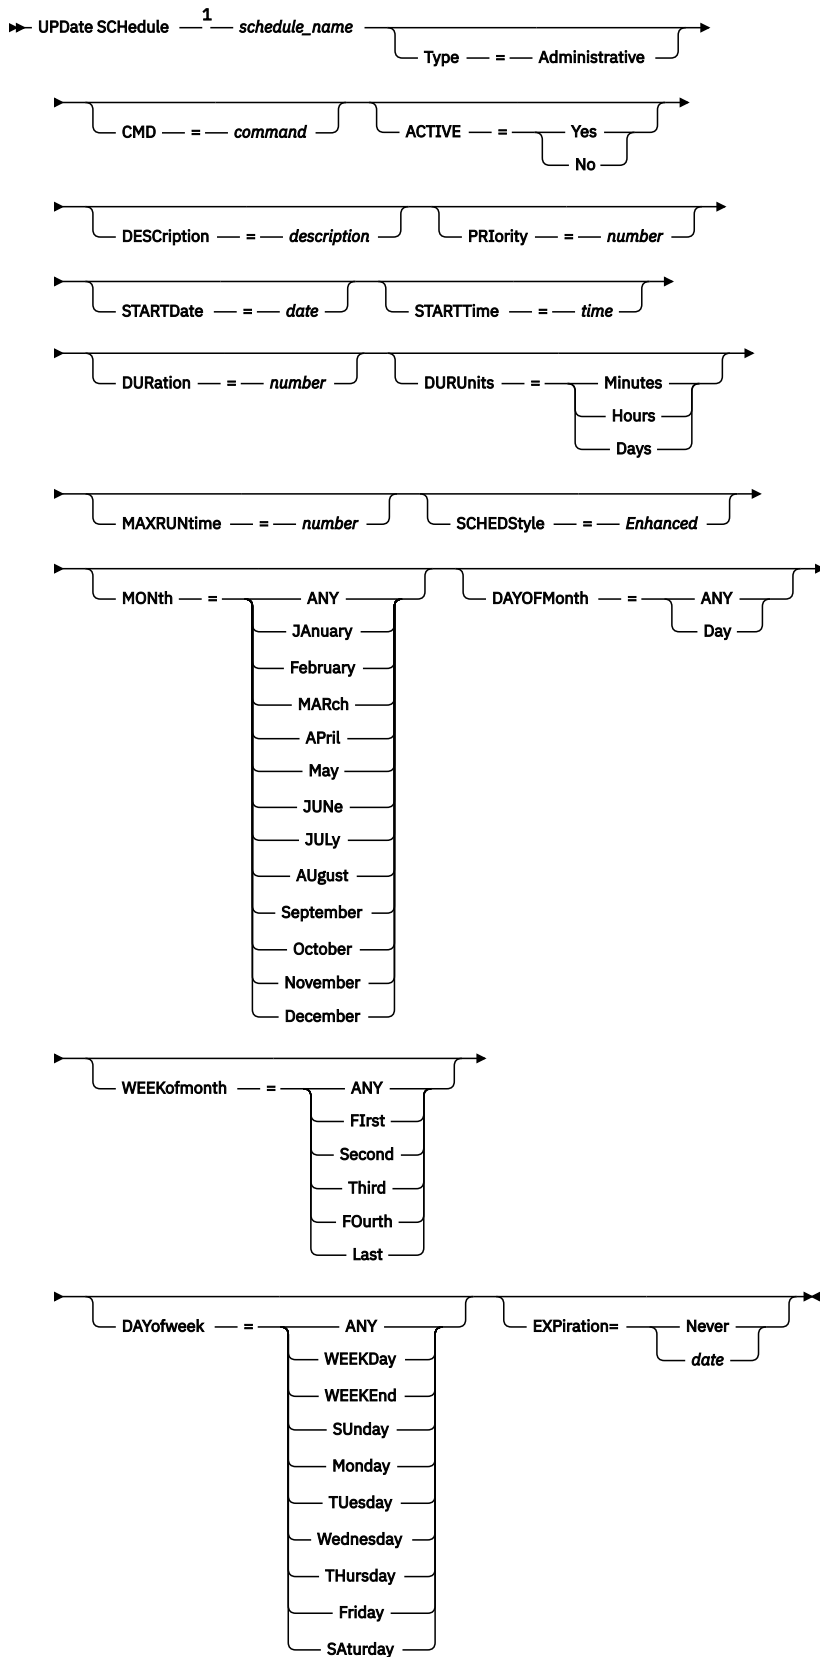 UPDate SCHedule 1 schedule_name
Type = Administrative
CMD = command ACTIVE = Yes
No
DESCription = description PRIority = number
STARTDate = date STARTTime = time
DURation = number DURUnits = Minutes
Hours
Days
MAXRUNtime = number SCHEDStyle = Enhanced
MONth = ANY DAYOFMonth = ANY
JAnuary Day
February
MARch
APril
May
JUNe
JULy
AUgust
September
October
November
December
WEEKofmonth = ANY
FIrst
Second
Third
FOurth
Last
DAYofweek = ANY EXPiration= Never
WEEKDay date
WEEKEnd
SUnday
Monday
TUesday
Wednesday
THursday
Friday
SAturday